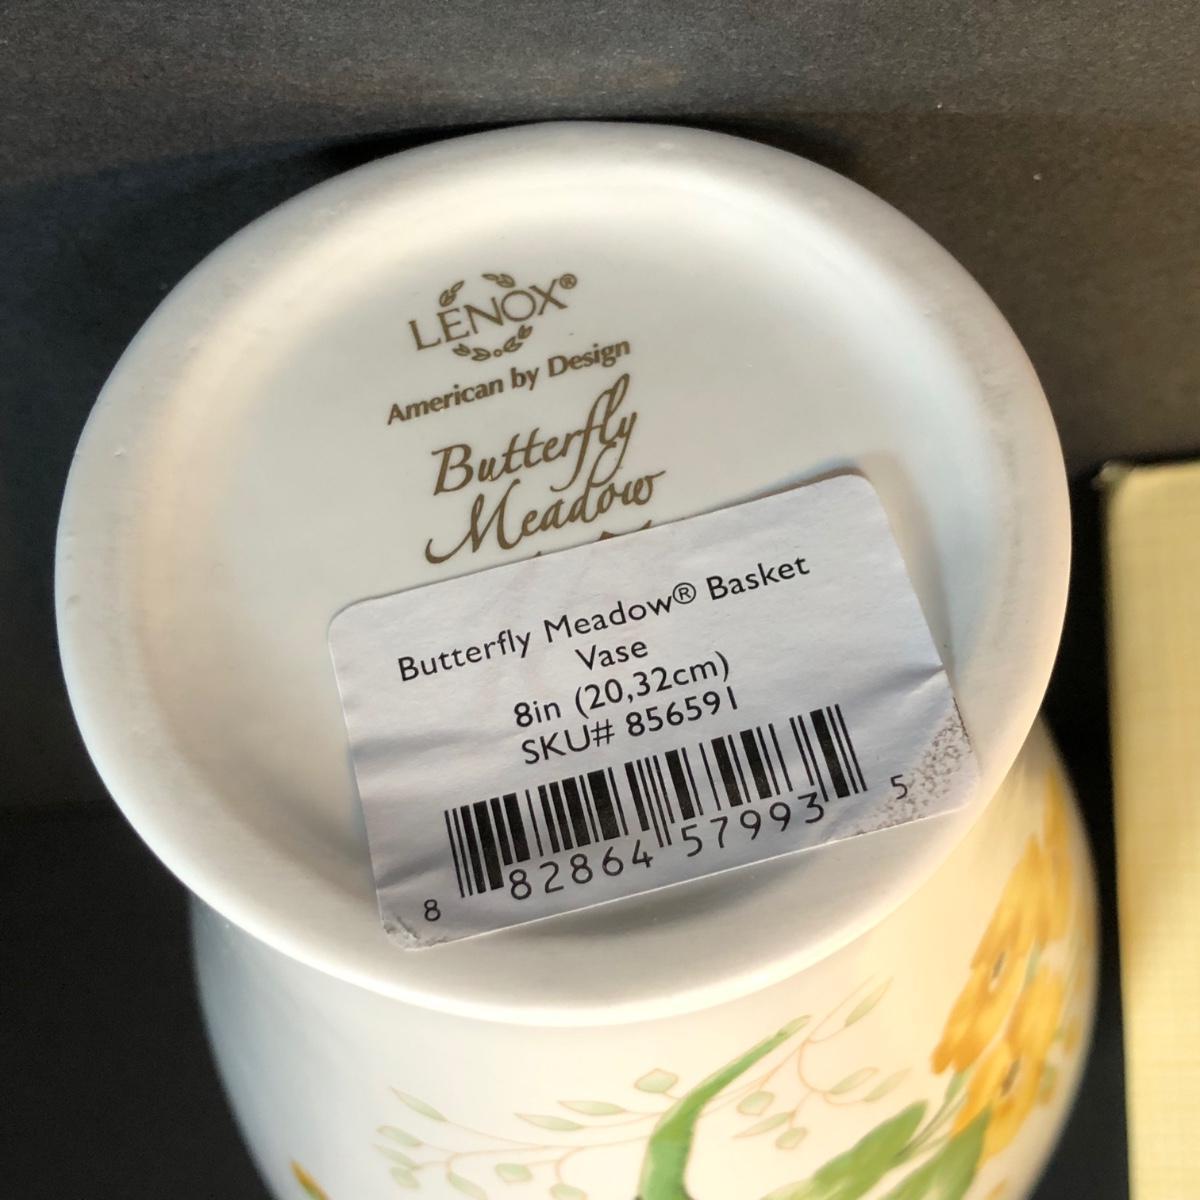 LENOX®
American by Design
Butterfly
Meadow
Butterfly Meadow® Basket
Vase
8in (20,32cm)
SKU# 856591
8 82864 57993 5